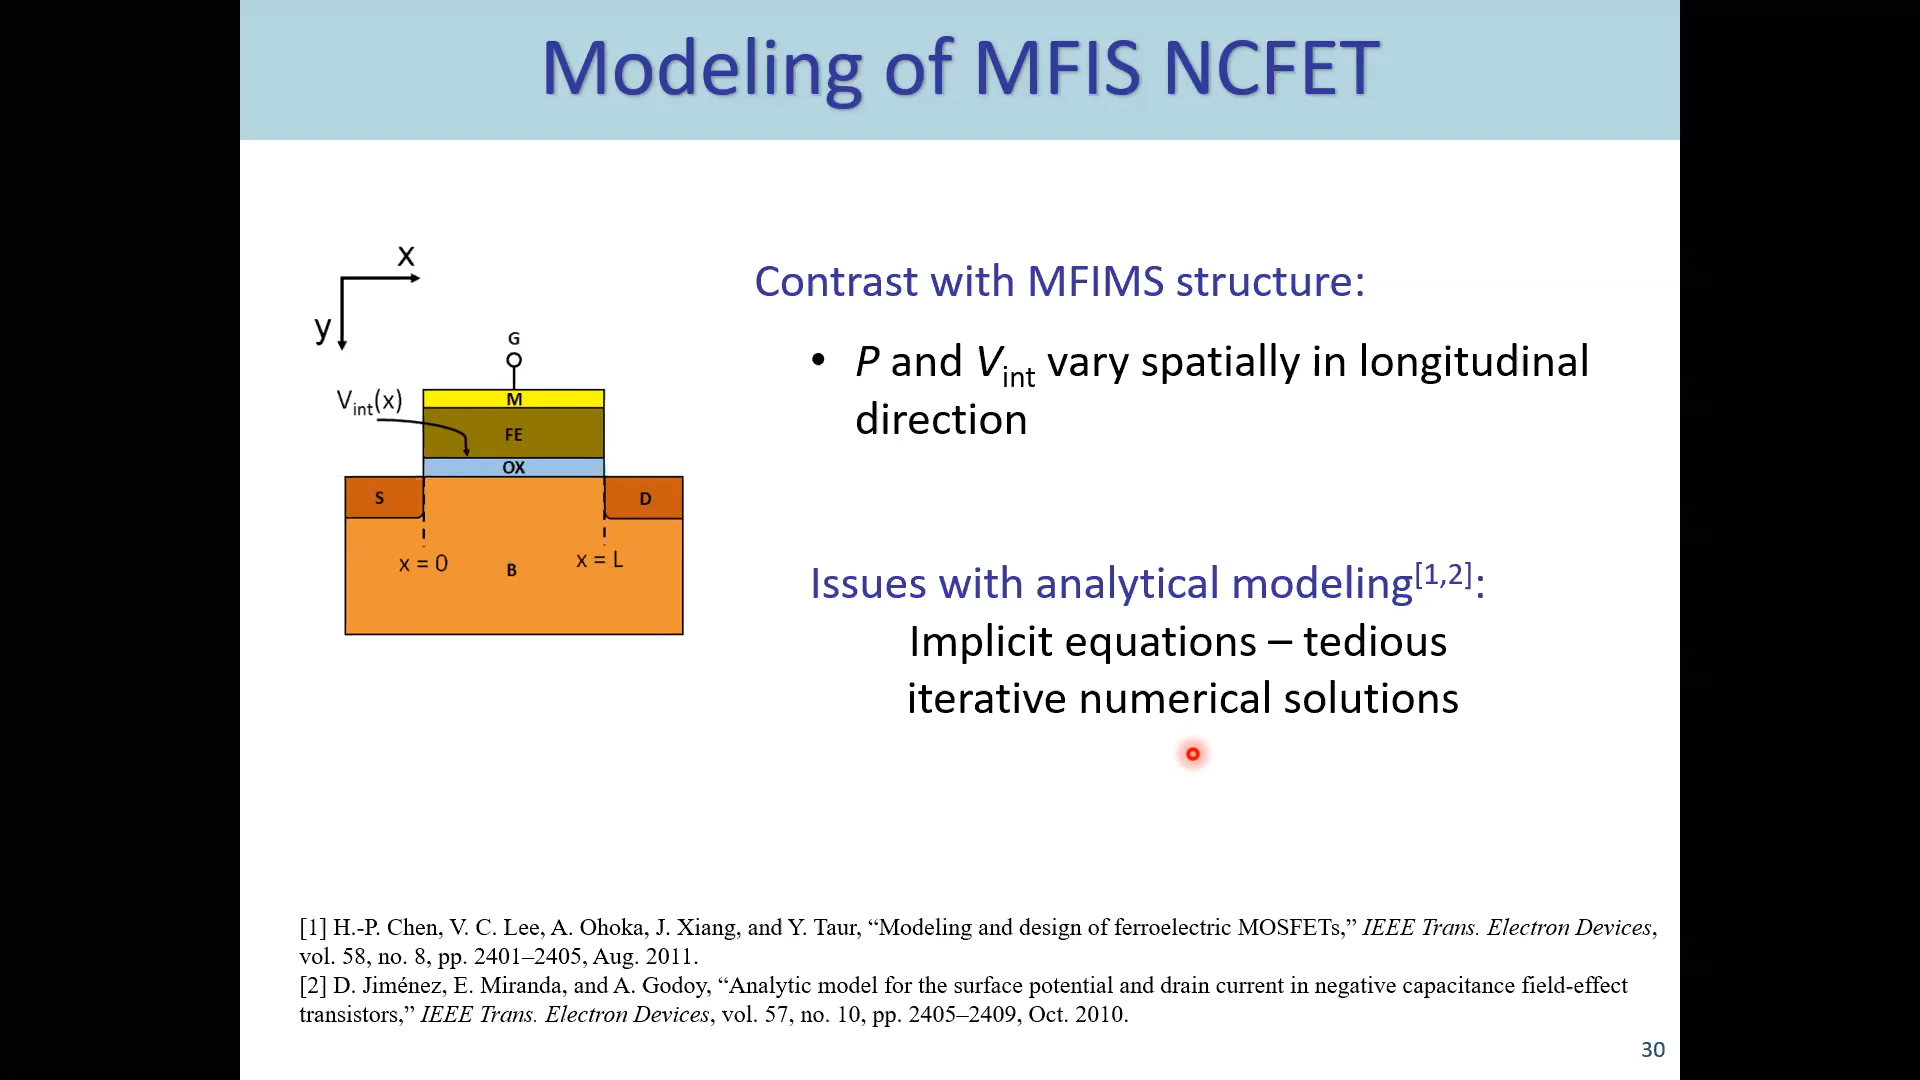 Modeling of MFIS NCFET
x
y
G
Vint(x)
M
FE
OX
S
D
x = 0
B
x = L
Contrast with MFIMS structure:
• P and Vint vary spatially in longitudinal
direction
Issues with analytical modeling[1,2]:
Implicit equations – tedious
iterative numerical solutions
[1] H.-P. Chen, V. C. Lee, A. Ohoka, J. Xiang, and Y. Taur, “Modeling and design of ferroelectric MOSFETs,” IEEE Trans. Electron Devices,
vol. 58, no. 8, pp. 2401–2405, Aug. 2011.
[2] D. Jiménez, E. Miranda, and A. Godoy, “Analytic model for the surface potential and drain current in negative capacitance field-effect
transistors,” IEEE Trans. Electron Devices, vol. 57, no. 10, pp. 2405–2409, Oct. 2010.
30